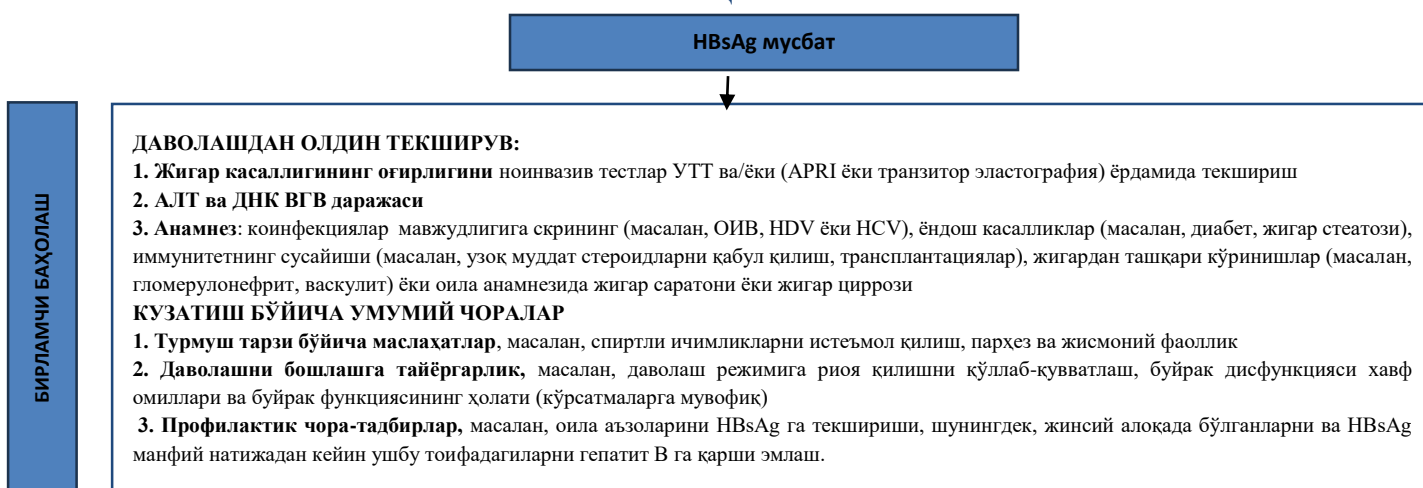 HBsAg мусбат
БИРЛАМЧИ БАҲОЛАШ
ДАВОЛАШДАН ОЛДИН ТЕКШИРУВ:
1. Жигар касаллигининг оғирлигини ноинвазив тестлар УТТ ва/ёки (APRI ёки транзитор эластография) ёрдамида текшириш
2. АЛТ ва ДНК ВГВ даражаси
3. Анамнез: коинфекциялар мавжудлигига скрининг (масалан, ОИВ, HDV ёки HCV), ёндош касалликлар (масалан, диабет, жигар стеатози),
иммунитетнинг сусайиши (масалан, узоқ муддат стероидларни қабул қилиш, трансплантациялар), жигардан ташқари кўринишлар (масалан,
гломерулонефрит, васкулит) ёки оила анамнезида жигар саратони ёки жигар циррози
КУЗАТИШ БЎЙИЧА УМУМИЙ ЧОРАЛАР
1. Турмуш тарзи бўйича маслаҳатлар, масалан, спиртли ичимликларни истеъмол қилиш, парҳез ва жисмоний фаоллик
2. Даволашни бошлашга тайёргарлик, масалан, даволаш режимига риоя қилишни қўллаб-қувватлаш, буйрак дисфункцияси хавф
омиллари ва буйрак функциясининг ҳолати (кўрсатмаларга мувофиқ)
3. Профилактик чора-тадбирлар, масалан, оила аъзоларини HBsAg га текшириши, шунингдек, жинсий алоқада бўлганларни ва HBsAg
манфий натижадан кейин ушбу тоифадагиларни гепатит В га қарши эмлаш.